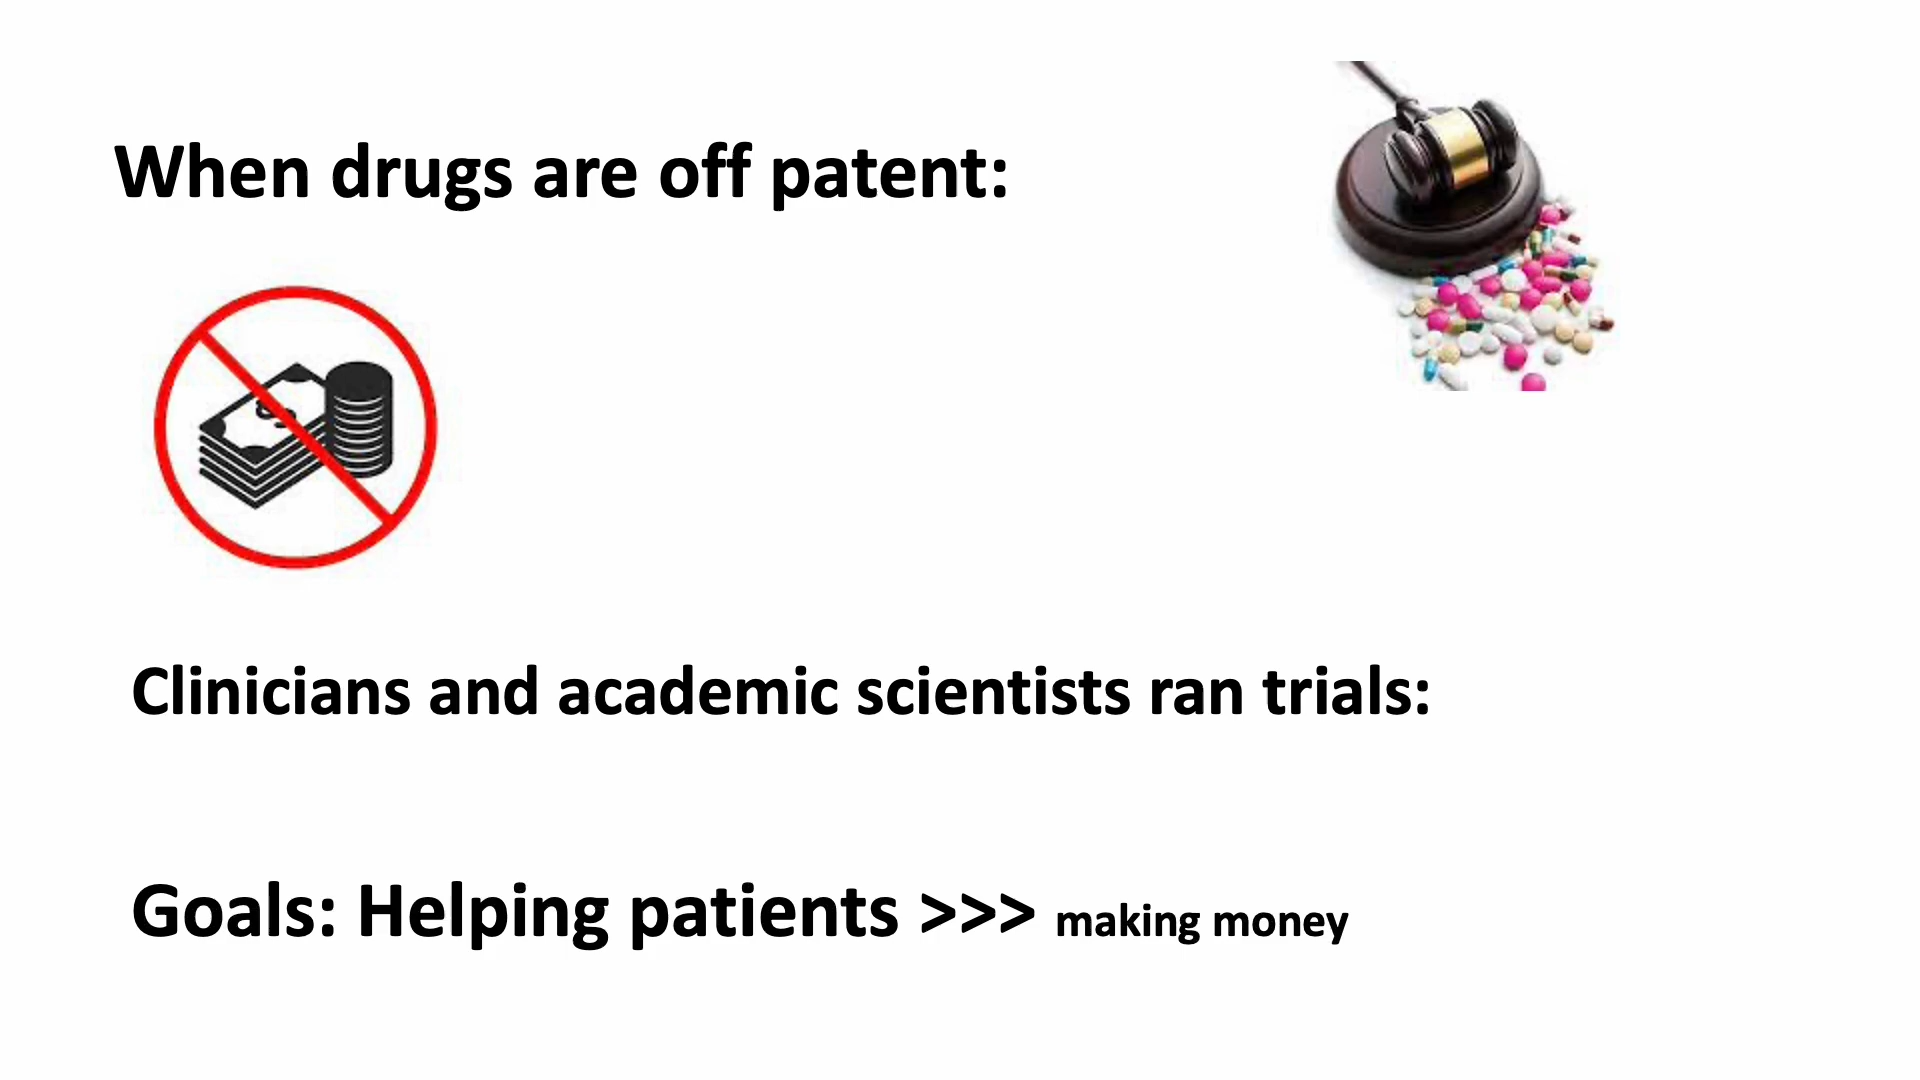 When drugs are off patent:
Clinicians and academic scientists ran trials:
Goals: Helping patients >>> making money